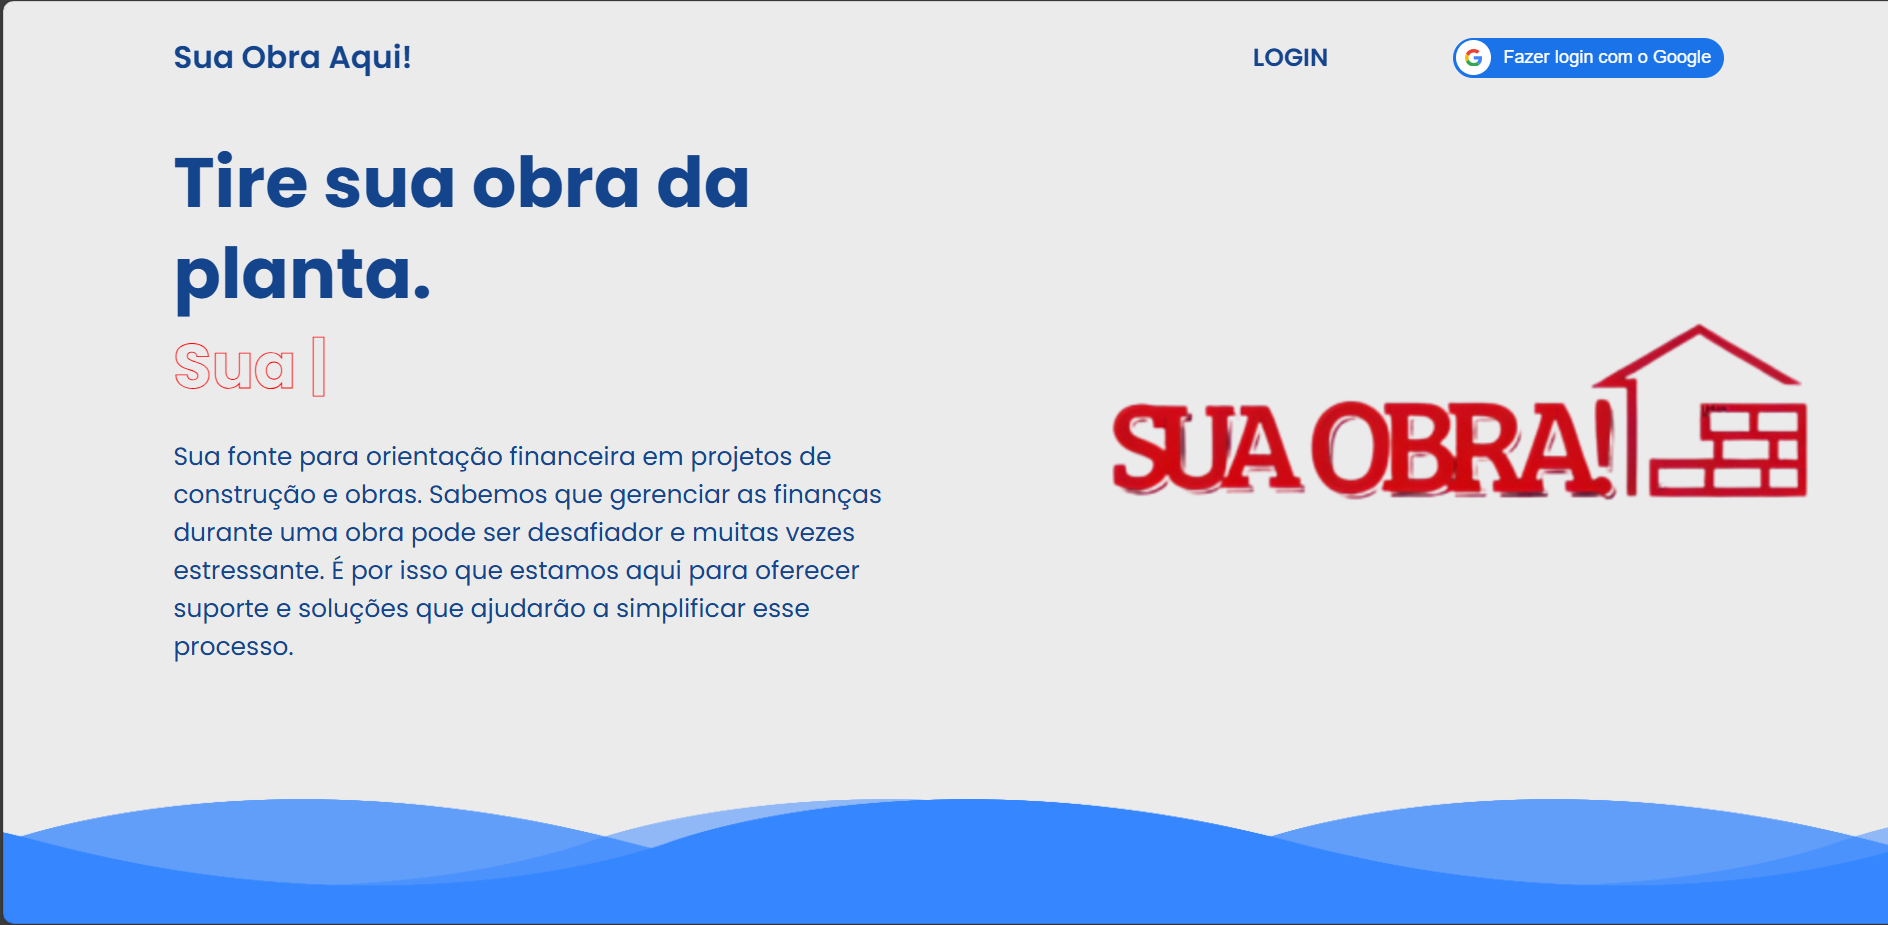 Sua Obra Aqui!
LOGIN
Fazer login com o Google
Tire sua obra da
planta.
Sua |
Sua fonte para orientação financeira em projetos de
construção e obras. Sabemos que gerenciar as finanças
durante uma obra pode ser desafiador e muitas vezes
estressante. É por isso que estamos aqui para oferecer
suporte e soluções que ajudarão a simplificar esse
processo.
SUA OBRA!